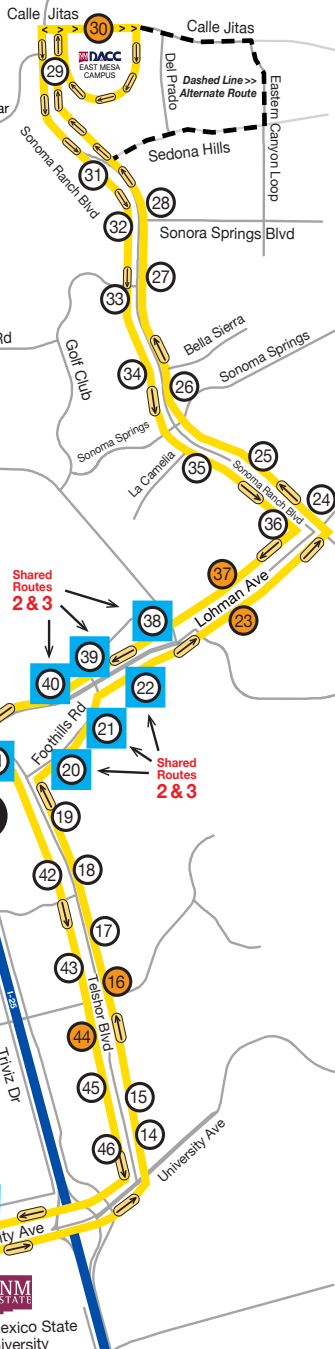 Calle Jitas
30
Calle Jitas
29
DACC
EAST MESA
CAMPUS
Del Prado
Dashed Line >>
Alternate Route
Eastern Canyon Loop
Sedona Hills
31
Sonoma Ranch Blvd
28
32
Sonora Springs Blvd
27
33
Rd
Golf Club
34
Bella Sierra
Sonoma Springs
26
Sonoma Springs
La Camelia
35
25
Sonoma Ranch Blvd
24
36
37
Lohman Ave
23
Shared
Routes
2 & 3
38
39
40
22
21
Foothills Rd
20
Shared
Routes
2 & 3
19
18
42
17
43
16
Telshor Blvd
44
I-25
Triviz Dr
45
15
46
14
University Ave
ity Ave
NM
STATE
exico State
iversity